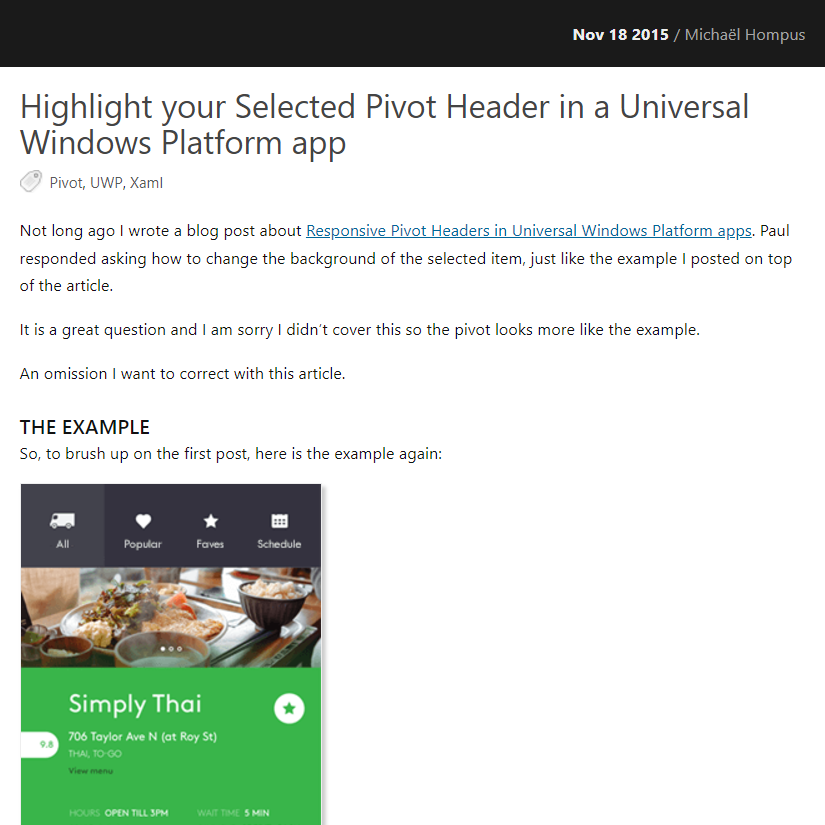 Nov 18 2015 / Michaël Hompus
Highlight your Selected Pivot Header in a Universal
Windows Platform app
Pivot, UWP, Xaml
Not long ago I wrote a blog post about Responsive Pivot Headers in Universal Windows Platform apps. Paul
responded asking how to change the background of the selected item, just like the example I posted on top
of the article.
It is a great question and I am sorry I didn’t cover this so the pivot looks more like the example.
An omission I want to correct with this article.
THE EXAMPLE
So, to brush up on the first post, here is the example again:
All Popular Faves Schedule
Simply Thai
706 Taylor Ave N (at Roy St)
9.8
THAI, TO-GO
View menu
HOURS OPEN TILL 3PM WAIT TIME 5 MIN